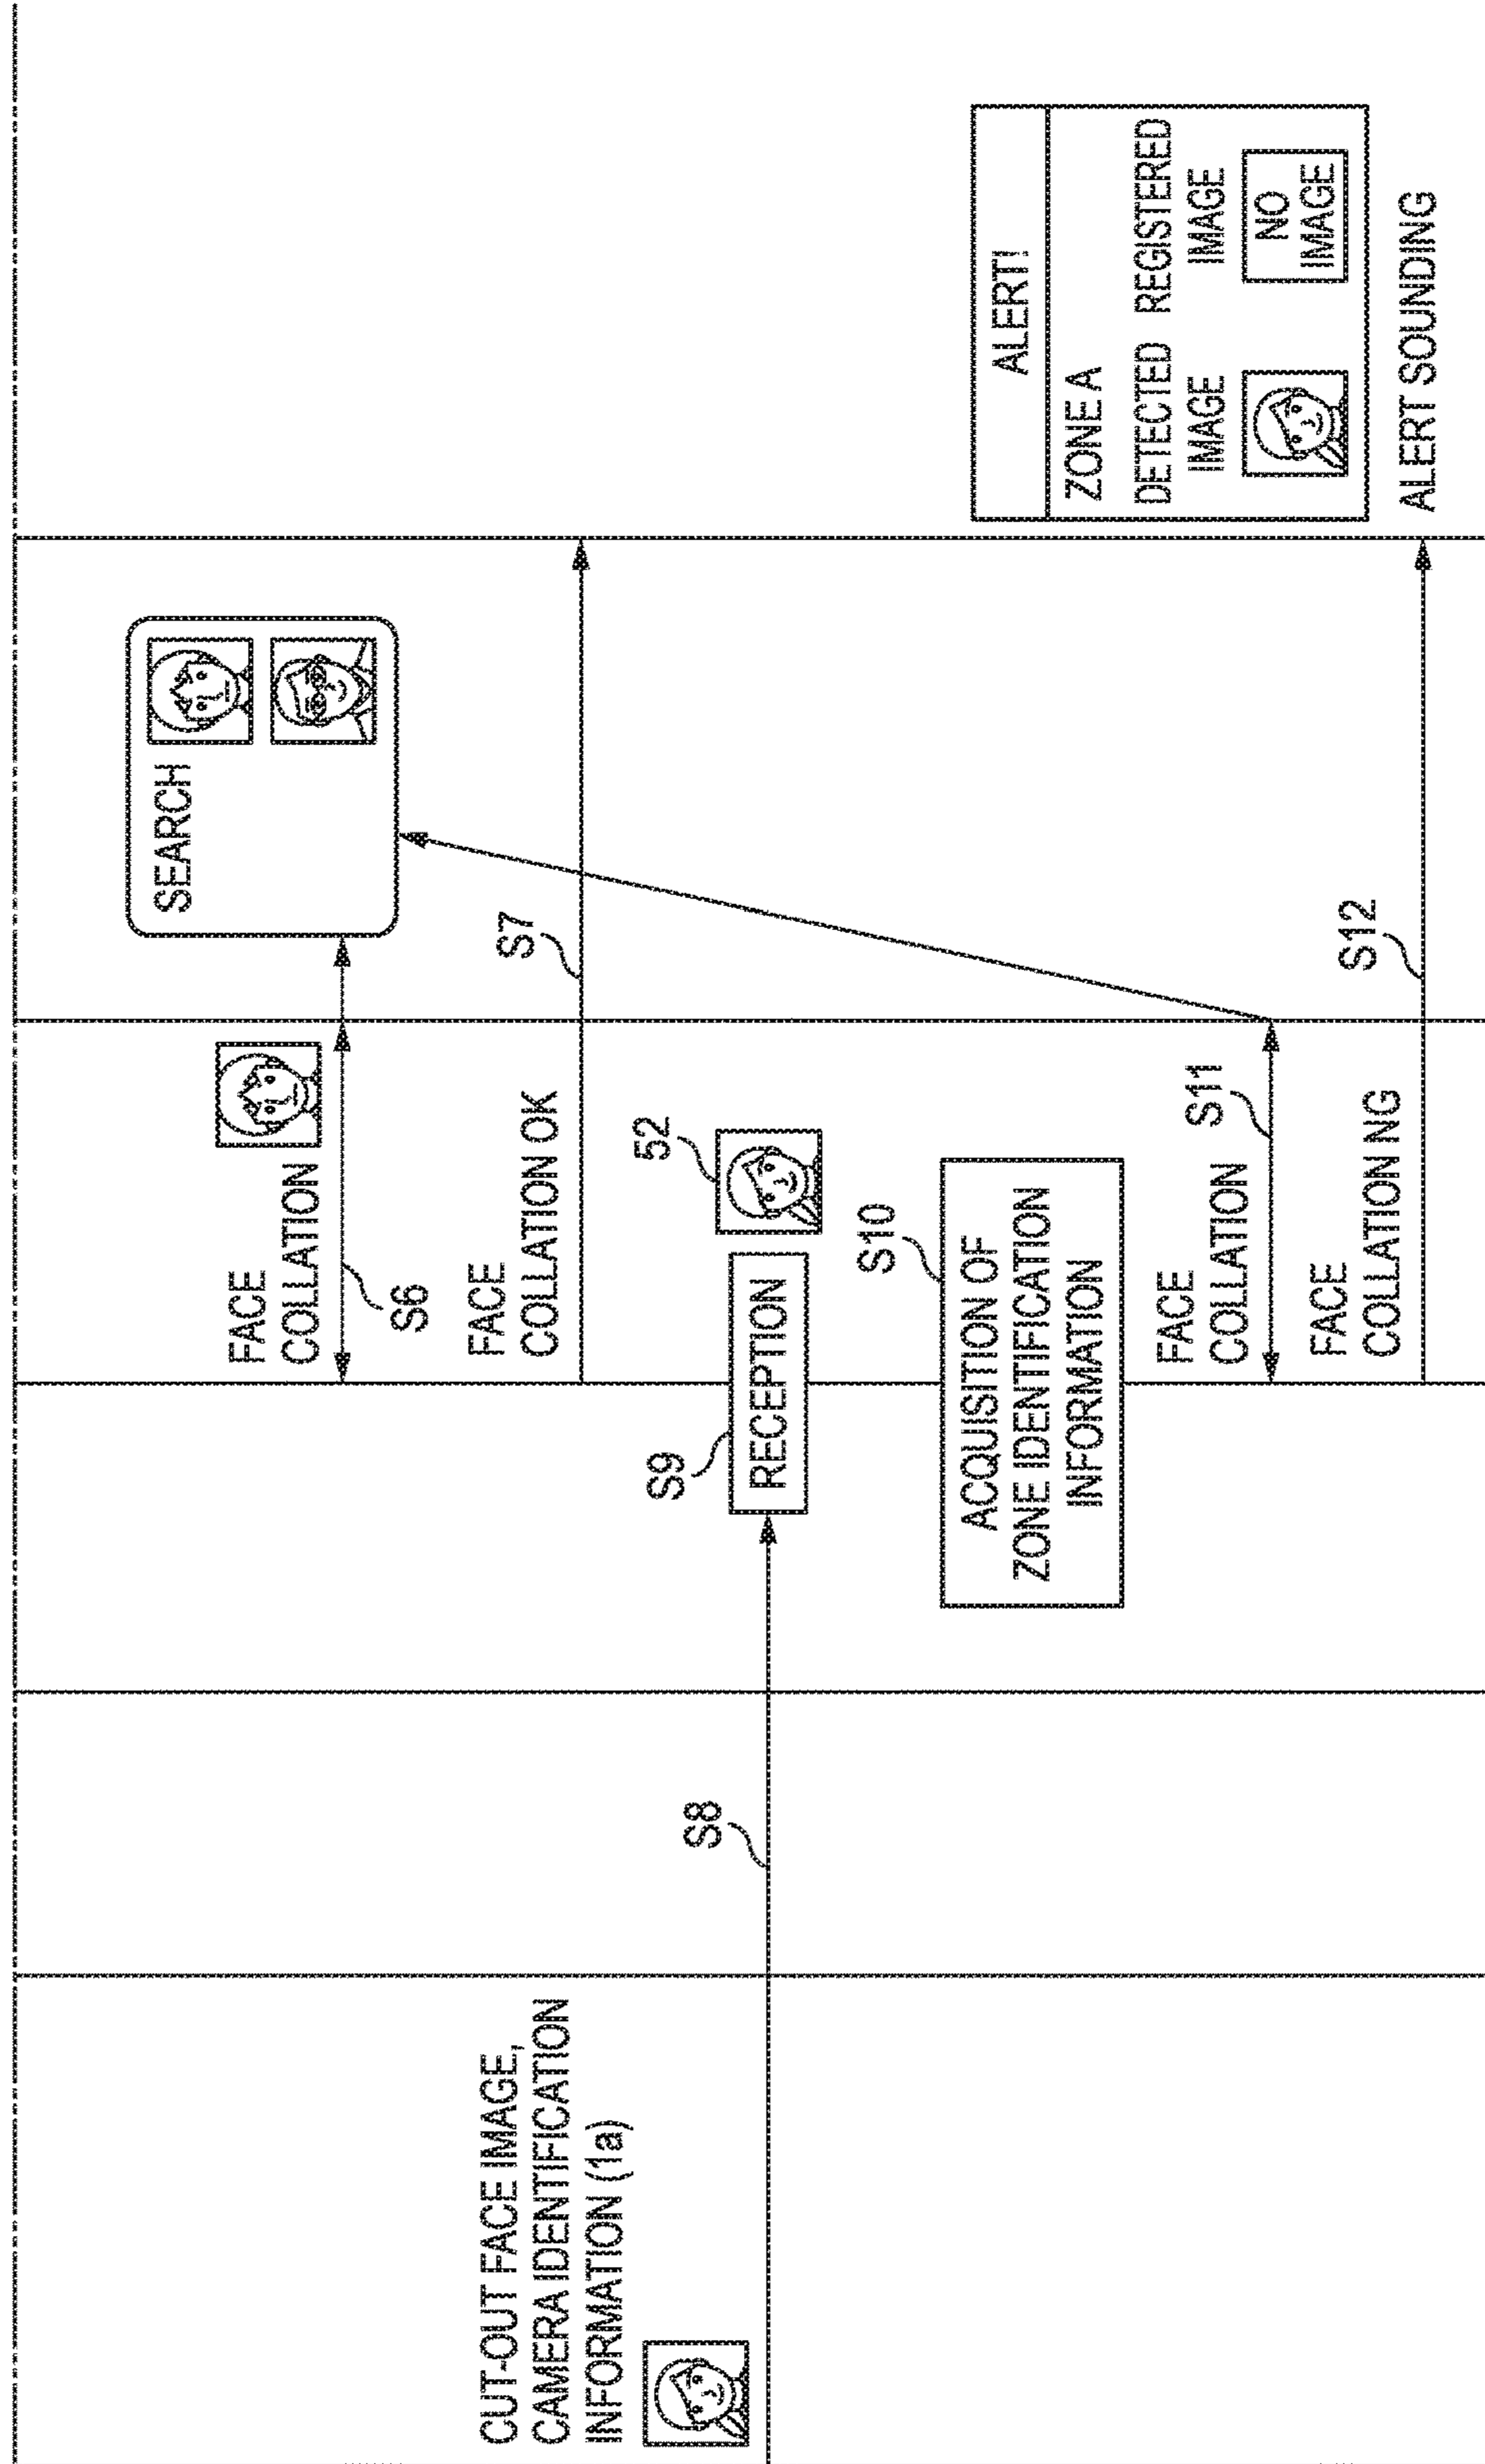 FACE
COLLATION
S6
SEARCH
FACE
COLLATION OK
S7
CUT-OUT FACE IMAGE,
CAMERA IDENTIFICATION
INFORMATION (1a)
S8
S9
RECEPTION
52
S10
ACQUISITION OF
ZONE IDENTIFICATION
INFORMATION
FACE
COLLATION
S11
FACE
COLLATION NG
S12
ALERT!
ZONE A
DETECTED REGISTERED
IMAGE IMAGE
NO
IMAGE
ALERT SOUNDING